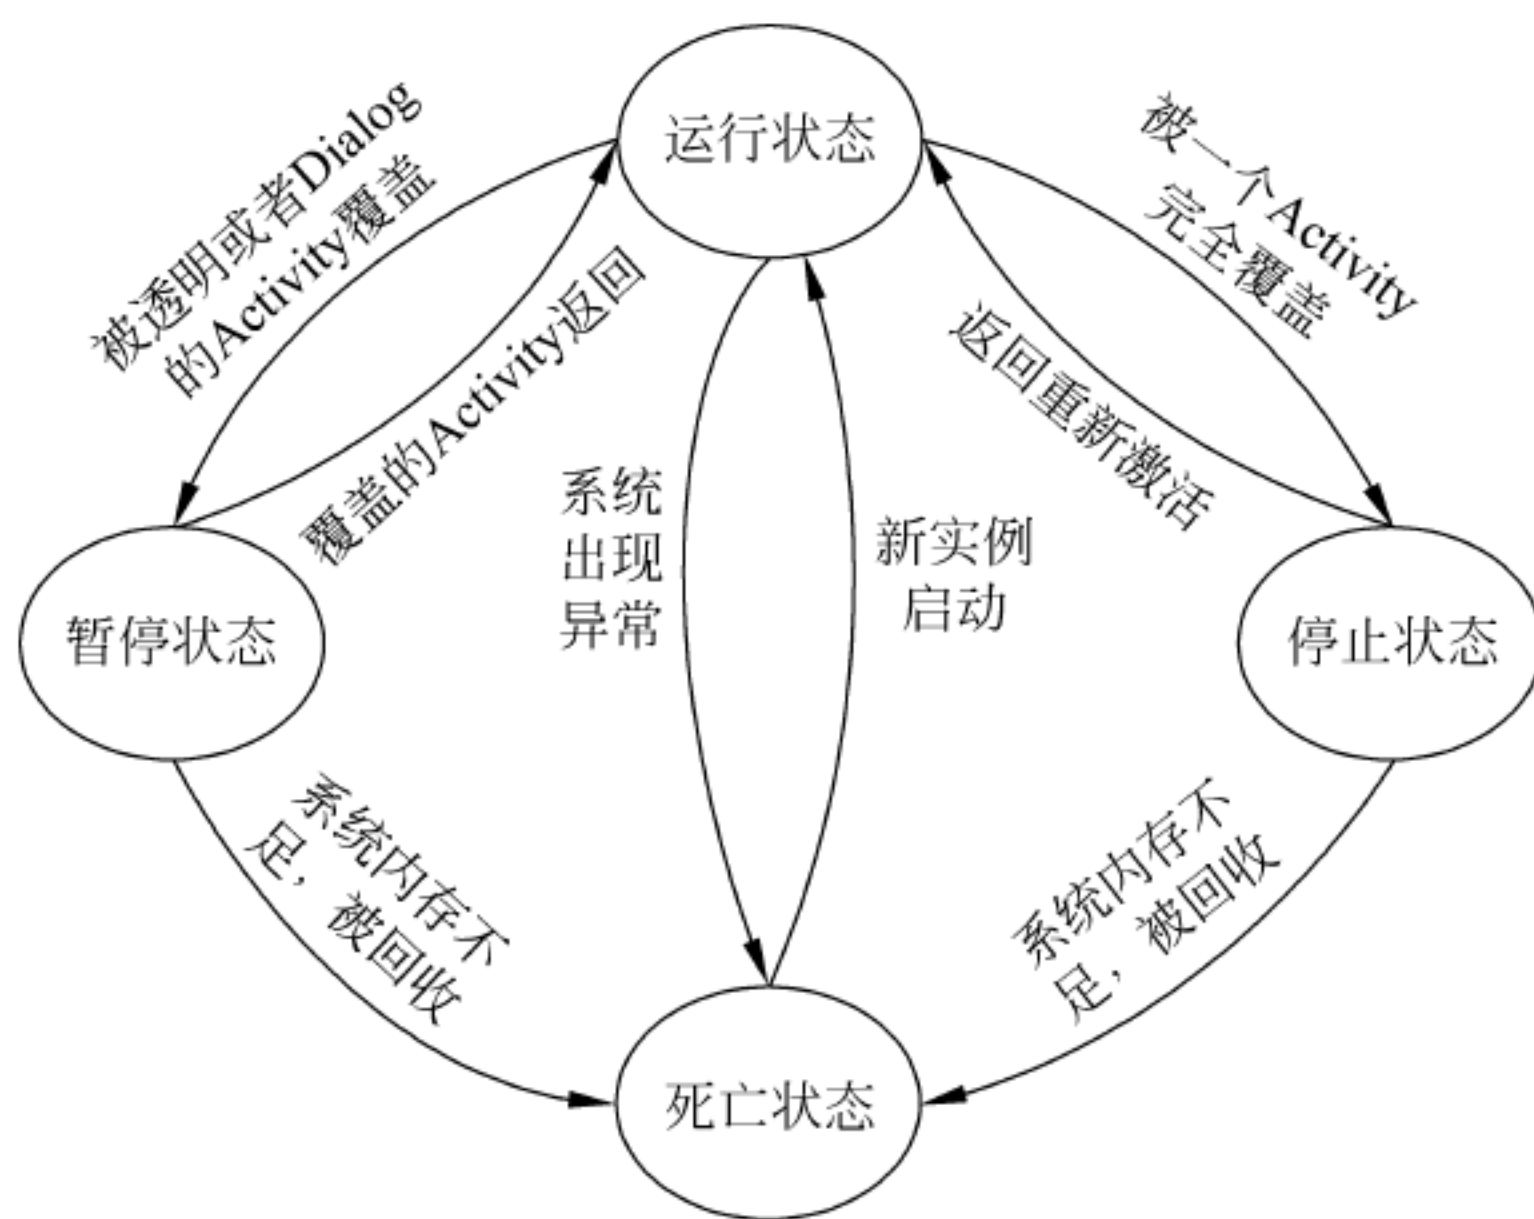 运行状态
被透明或者Dialog
的Activity覆盖
覆盖的Activity返回
被一个Activity
完全覆盖
返回重新激活
系统
出现
异常
新实例
启动
暂停状态
停止状态
系统内存不
足，被回收
系统内存不
足，被回收
死亡状态